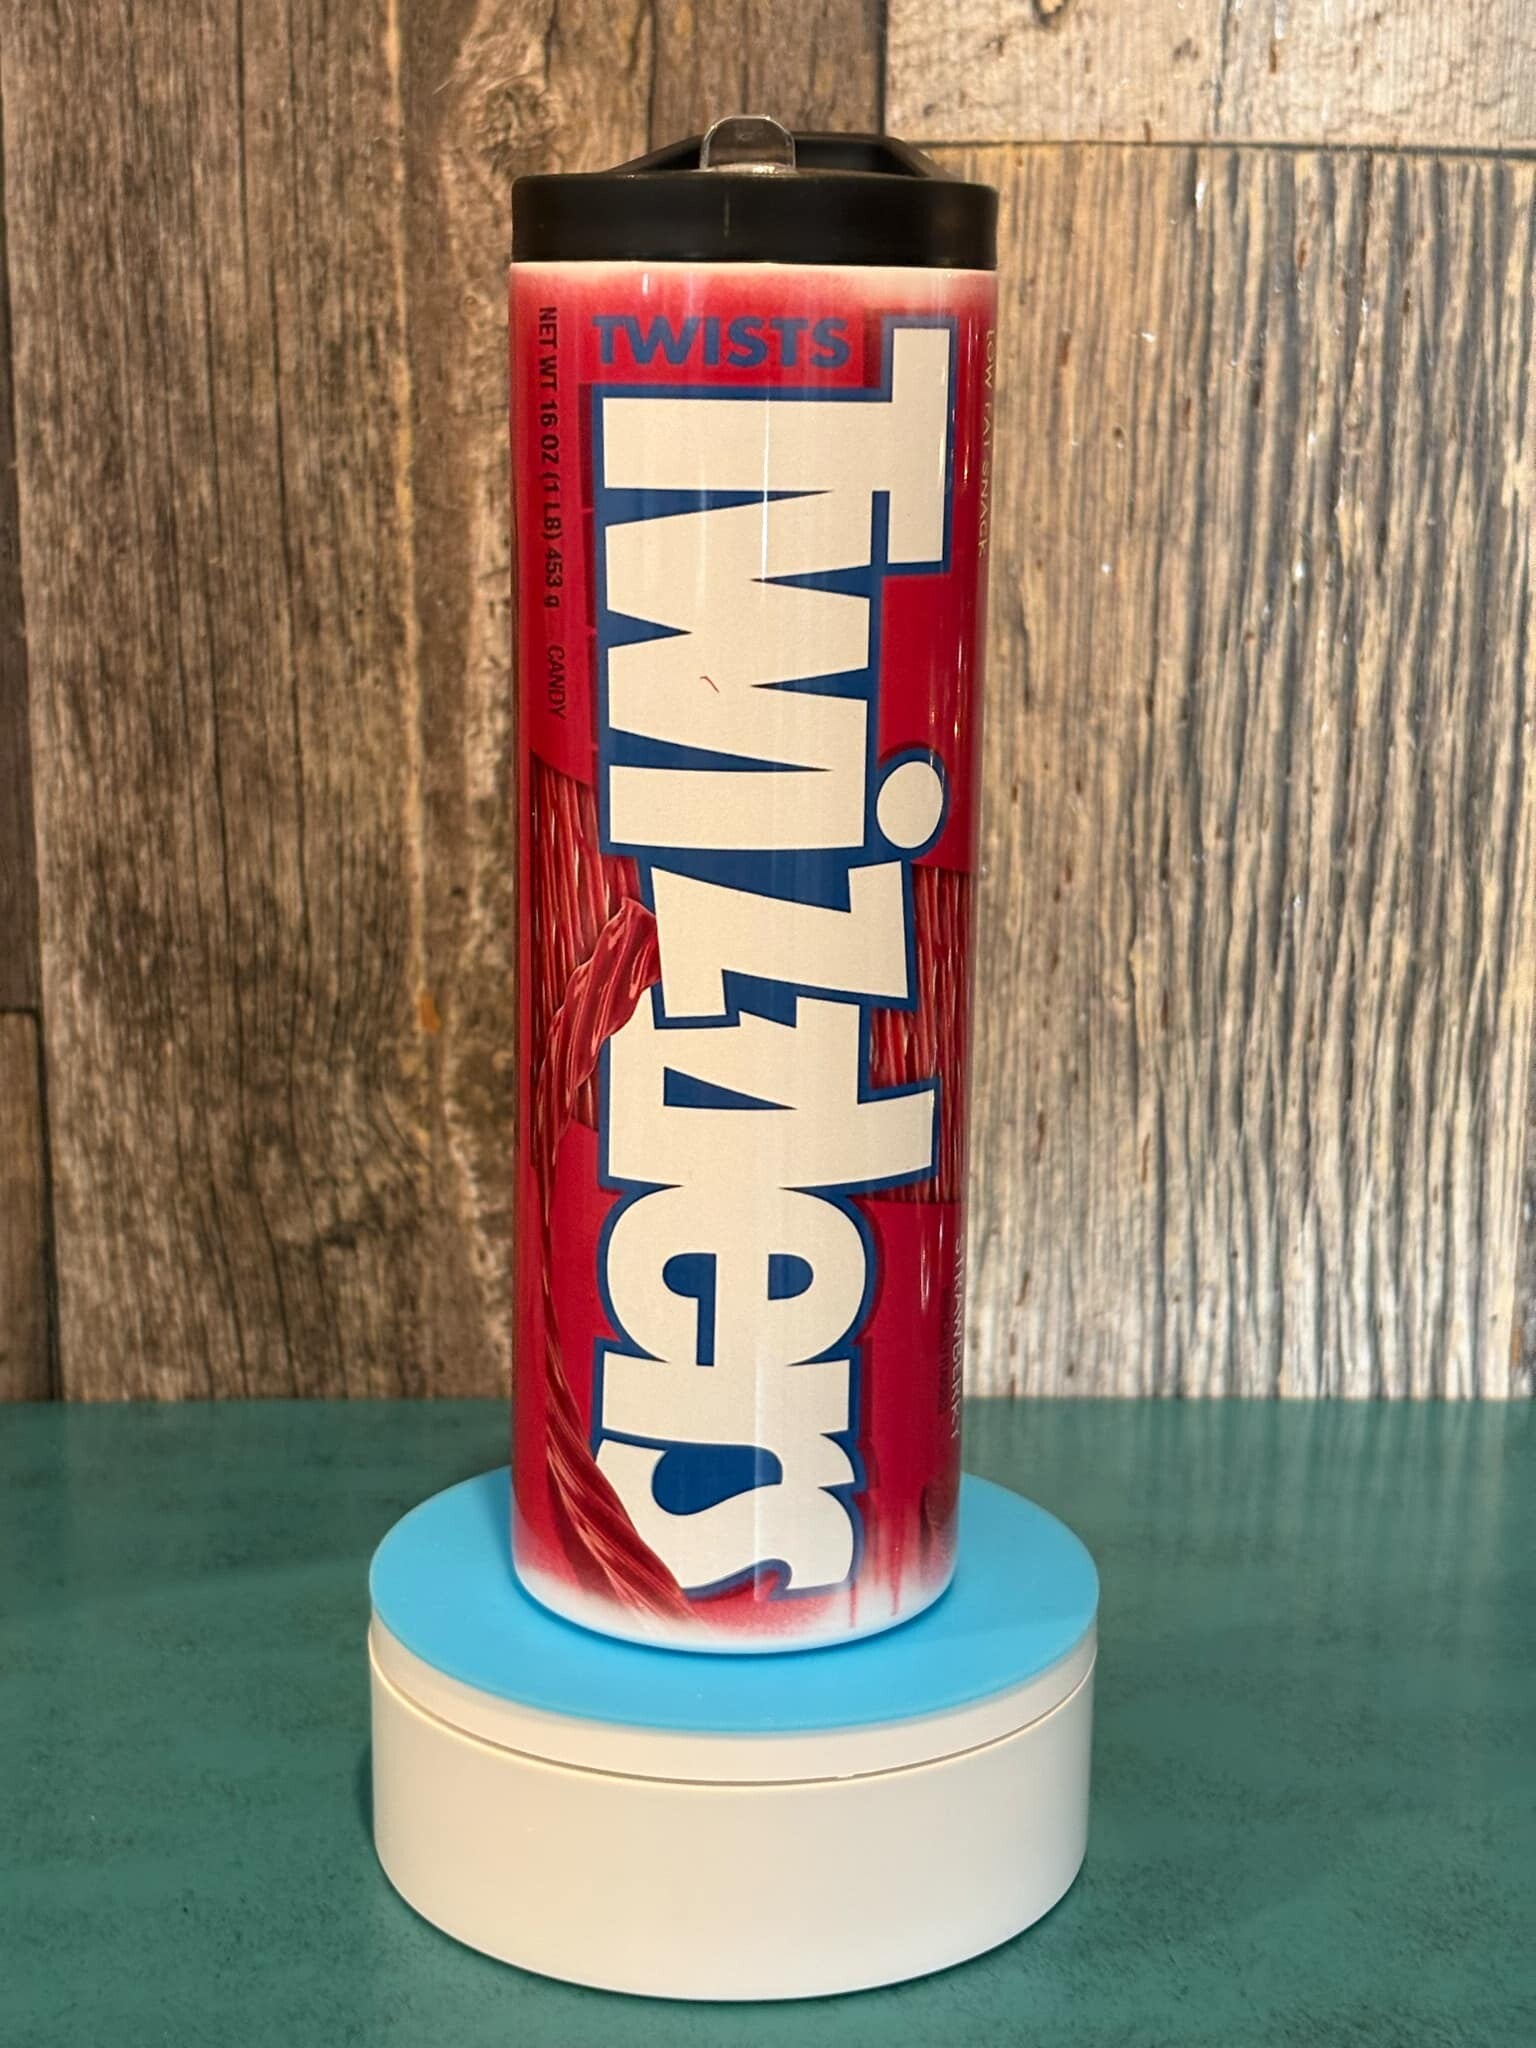 TWISTS
Twizzlers
NET WT 16 OZ (1 LB) 453 g CANDY
LOW FAT SNACK
STRAWBERRY